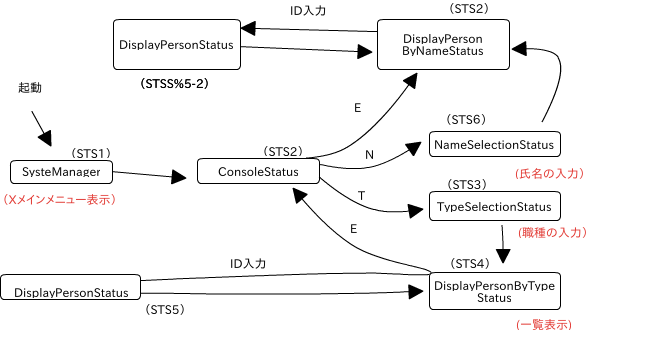 ID入力
(STS2)
DisplayPersonStatus
DisplayPerson
ByNameStatus
(STSS%5-2)
起動
E
(STS6)
(STS1)
(STS2)
N
NameSelectionStatus
SysteManager
ConsoleStatus
(氏名の入力)
(Xメインメニュー表示)
(STS3)
T
TypeSelectionStatus
E
(職種の入力)
ID入力
(STS4)
DisplayPersonStatus
DisplayPersonByType
Status
(STS5)
(一覧表示)